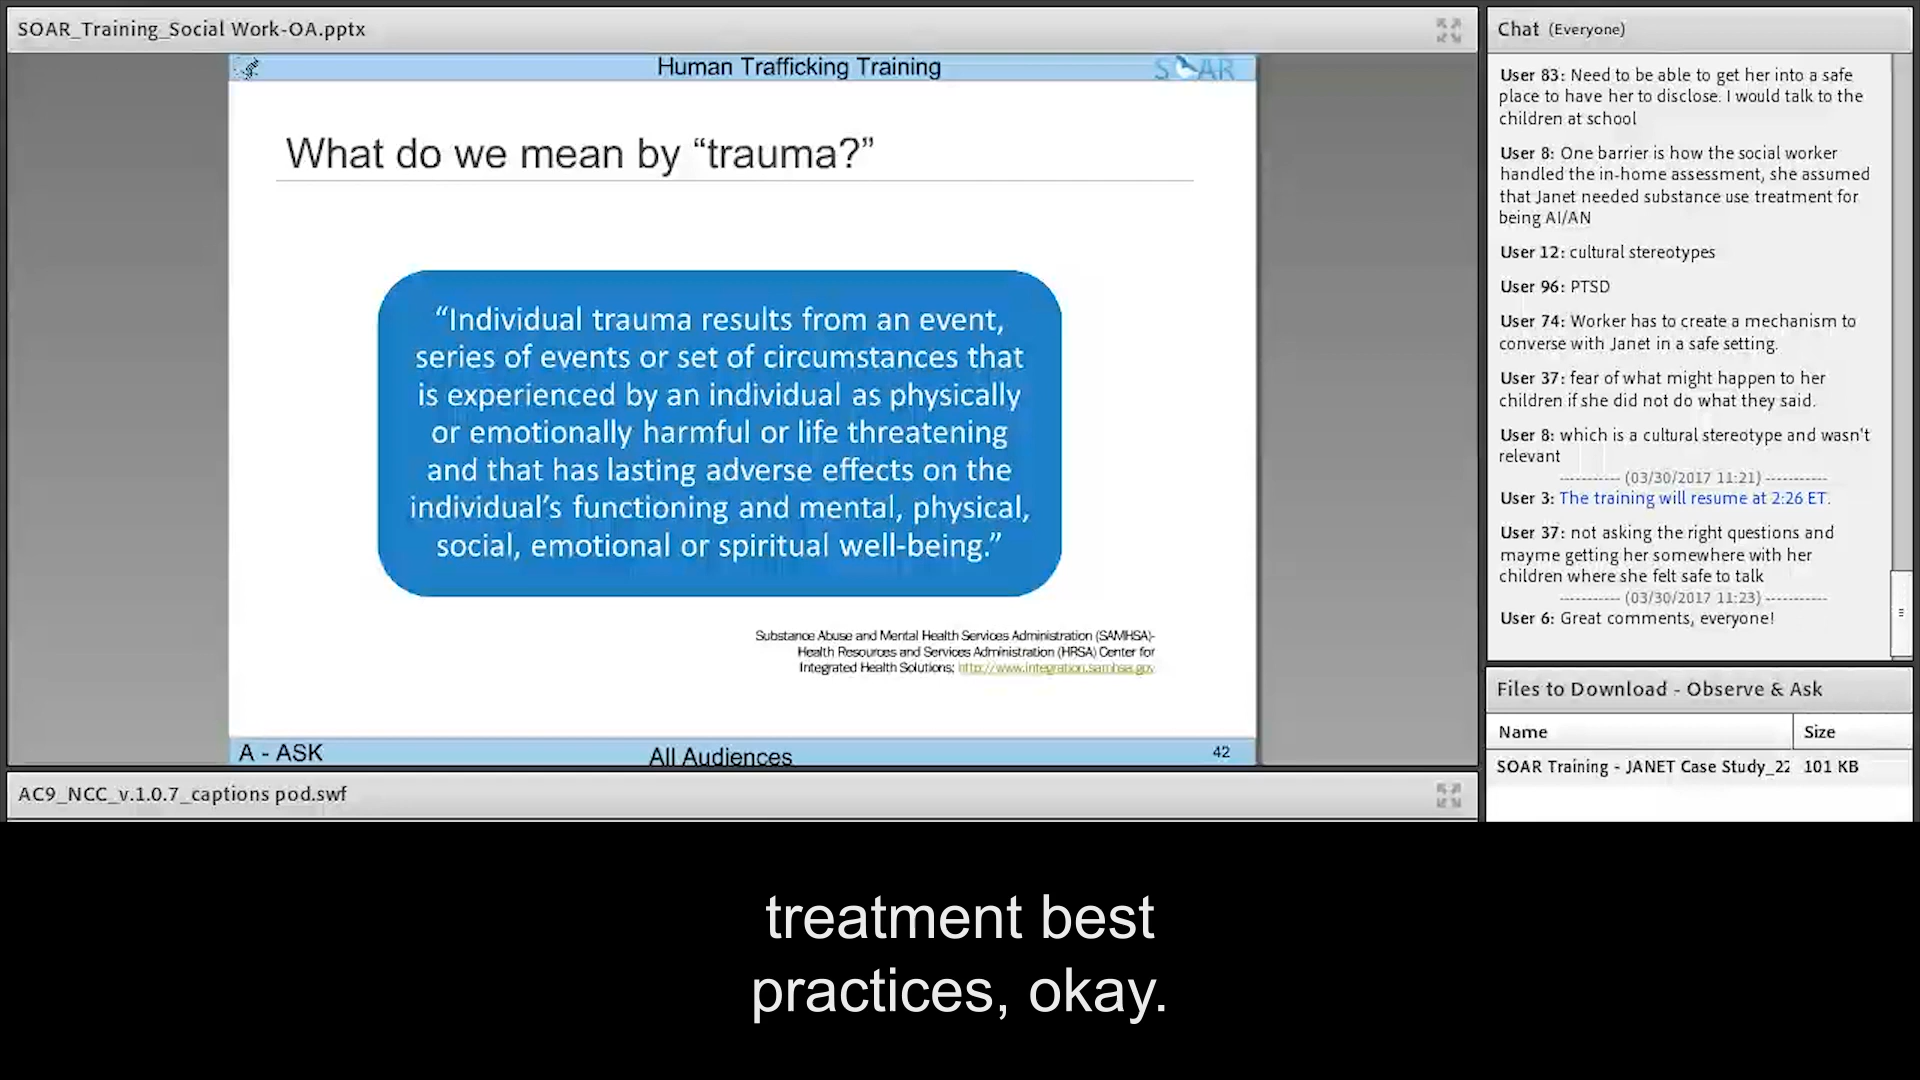 SOAR_Training_Social Work-OA.pptx
Human Trafficking Training
SOAR
What do we mean by “trauma?”
“Individual trauma results from an event,
series of events or set of circumstances that
is experienced by an individual as physically
or emotionally harmful or life threatening
and that has lasting adverse effects on the
individual’s functioning and mental, physical,
social, emotional or spiritual well-being.”
Substance Abuse and Mental Health Services Administration (SAMHSA)-
Health Resources and Services Administration (HRSA) Center for
Integrated Health Solutions; http://www.integration.samhsa.gov
A - ASK
All Audiences
42
AC9_NCC_v.1.0.7_captions pod.swf
treatment best
practices, okay.
Chat (Everyone)
User 83: Need to be able to get her into a safe
place to have her to disclose. I would talk to the
children at school
User 8: One barrier is how the social worker
handled the in-home assessment, she assumed
that Janet needed substance use treatment for
being AI/AN
User 12: cultural stereotypes
User 96: PTSD
User 74: Worker has to create a mechanism to
converse with Janet in a safe setting.
User 37: fear of what might happen to her
children if she did not do what they said.
User 8: which is a cultural stereotype and wasn't
relevant
----------- (03/30/2017 11:21) -----------
User 3: The training will resume at 2:26 ET.
User 37: not asking the right questions and
mayme getting her somewhere with her
children where she felt safe to talk
----------- (03/30/2017 11:23) -----------
User 6: Great comments, everyone!
Files to Download - Observe & Ask
Name Size
SOAR Training - JANET Case Study_22 101 KB